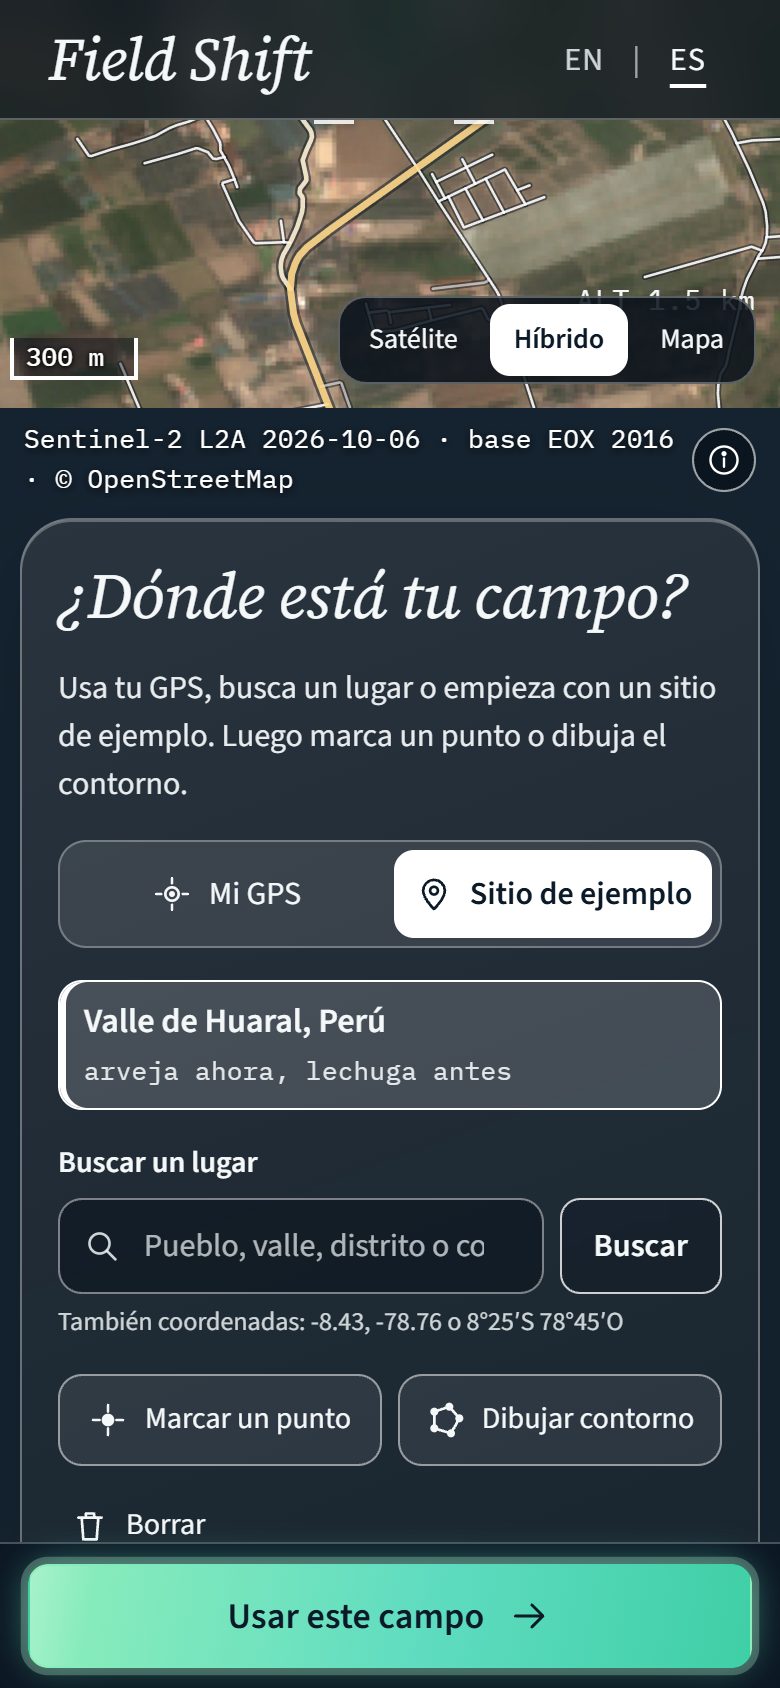 Field Shift
EN | ES
ALT 1.5 km
Satélite Híbrido Mapa
300 m
Sentinel-2 L2A 2026-10-06 · base EOX 2016
· © OpenStreetMap
¿Dónde está tu campo?
Usa tu GPS, busca un lugar o empieza con un sitio
de ejemplo. Luego marca un punto o dibuja el
contorno.
Mi GPS Sitio de ejemplo
Valle de Huaral, Perú
arveja ahora, lechuga antes
Buscar un lugar
Pueblo, valle, distrito o co Buscar
También coordenadas: -8.43, -78.76 o 8°25′S 78°45′O
Marcar un punto Dibujar contorno
Borrar
Usar este campo →